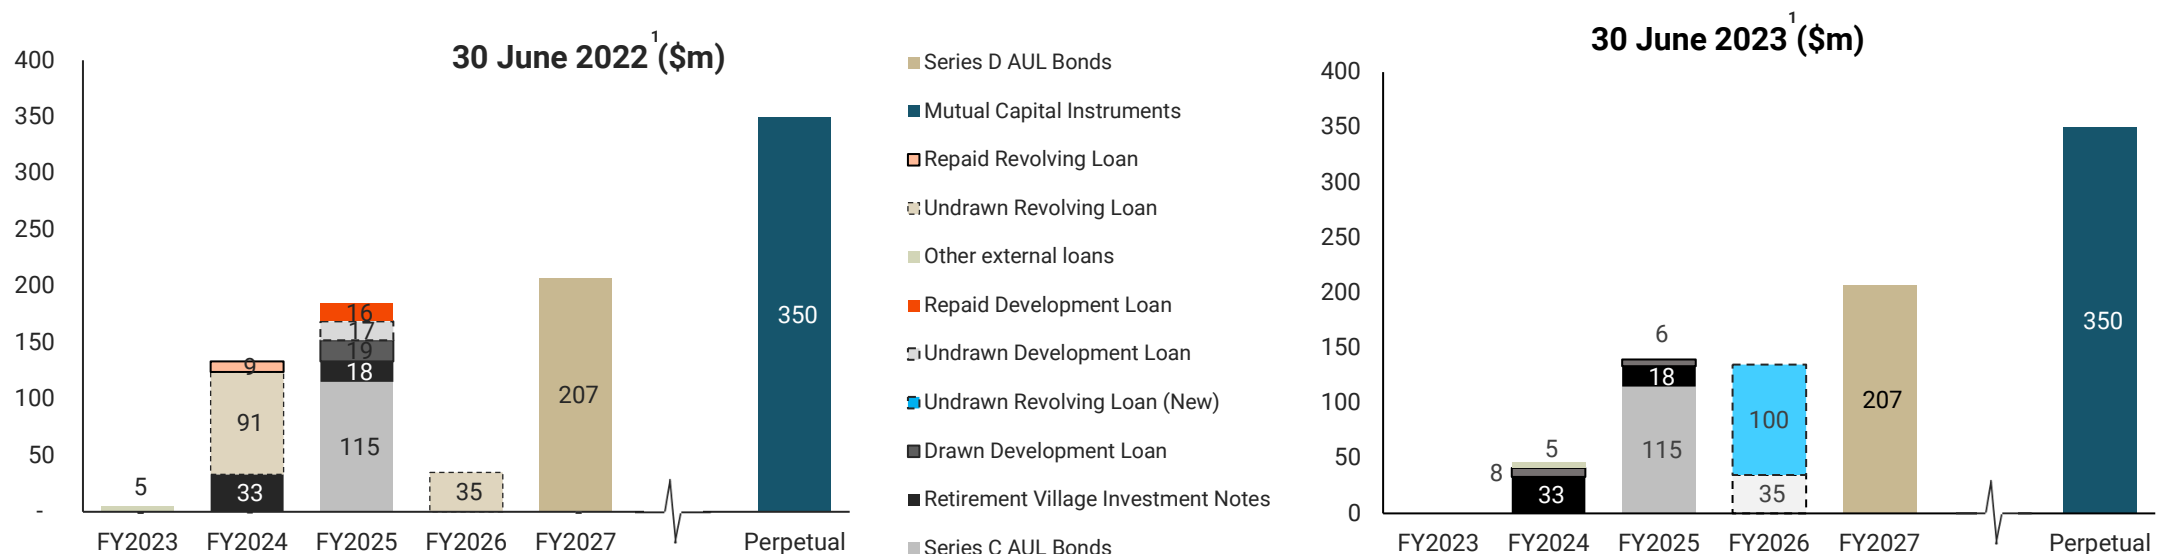 30 June 2022¹($m)
400
350
300
250
200
150
100
50
-
5
9
91
33
16
17
19
18
115
35
207
350
FY2023 FY2024 FY2025 FY2026 FY2027 Perpetual
Series D AUL Bonds
Mutual Capital Instruments
Repaid Revolving Loan
Undrawn Revolving Loan
Other external loans
Repaid Development Loan
Undrawn Development Loan
Undrawn Revolving Loan (New)
Drawn Development Loan
Retirement Village Investment Notes
Series C AUL Bonds
30 June 2023¹($m)
400
350
300
250
200
150
100
50
0
5
8
33
6
18
115
100
35
207
350
FY2023 FY2024 FY2025 FY2026 FY2027 Perpetual